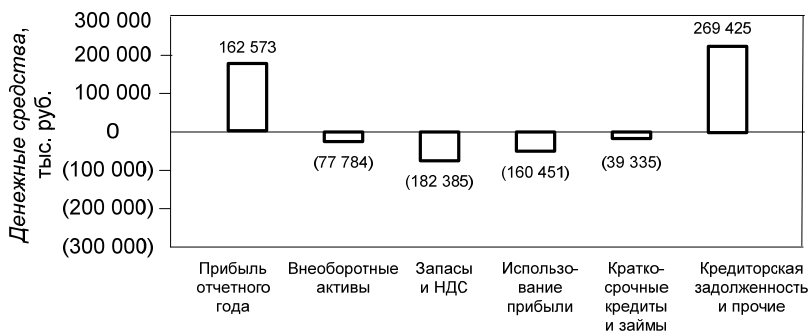 Денежные средства,
тыс. руб.
300 000
200 000
100 000
0
(100 000)
(200 000)
(300 000)
162 573
(77 784)
(182 385)
(160 451)
(39 335)
269 425
Прибыль
отчетного
года
Внеоборотные
активы
Запасы
и НДС
Использо-
вание
прибыли
Кратко-
срочные
кредиты
и займы
Кредиторская
задолженность
и прочие